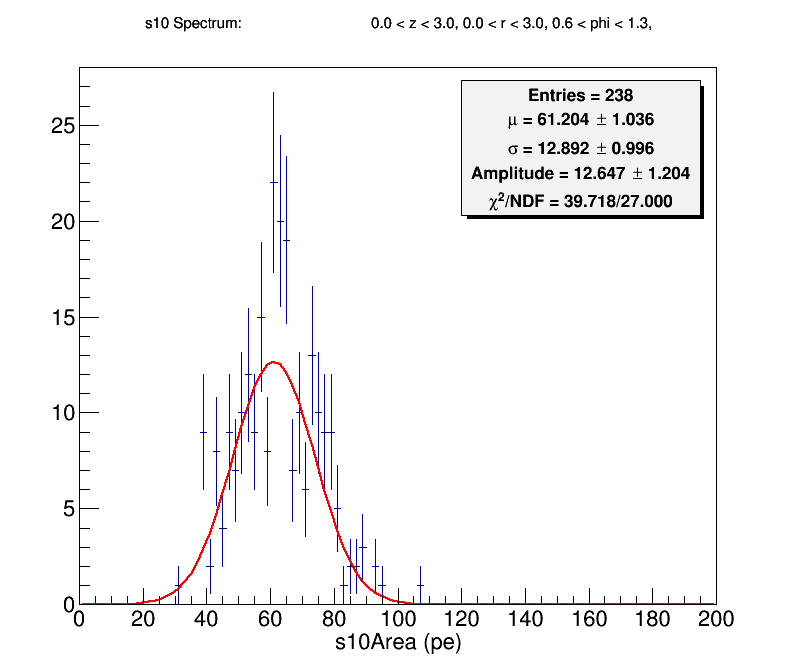 s10 Spectrum: 0.0 < z < 3.0, 0.0 < r < 3.0, 0.6 < phi < 1.3,
Entries = 238
μ = 61.204 ± 1.036
σ = 12.892 ± 0.996
Amplitude = 12.647 ± 1.204
χ²/NDF = 39.718/27.000
25
20
15
10
5
0
0 20 40 60 80 100 120 140 160 180 200
s10Area (pe)